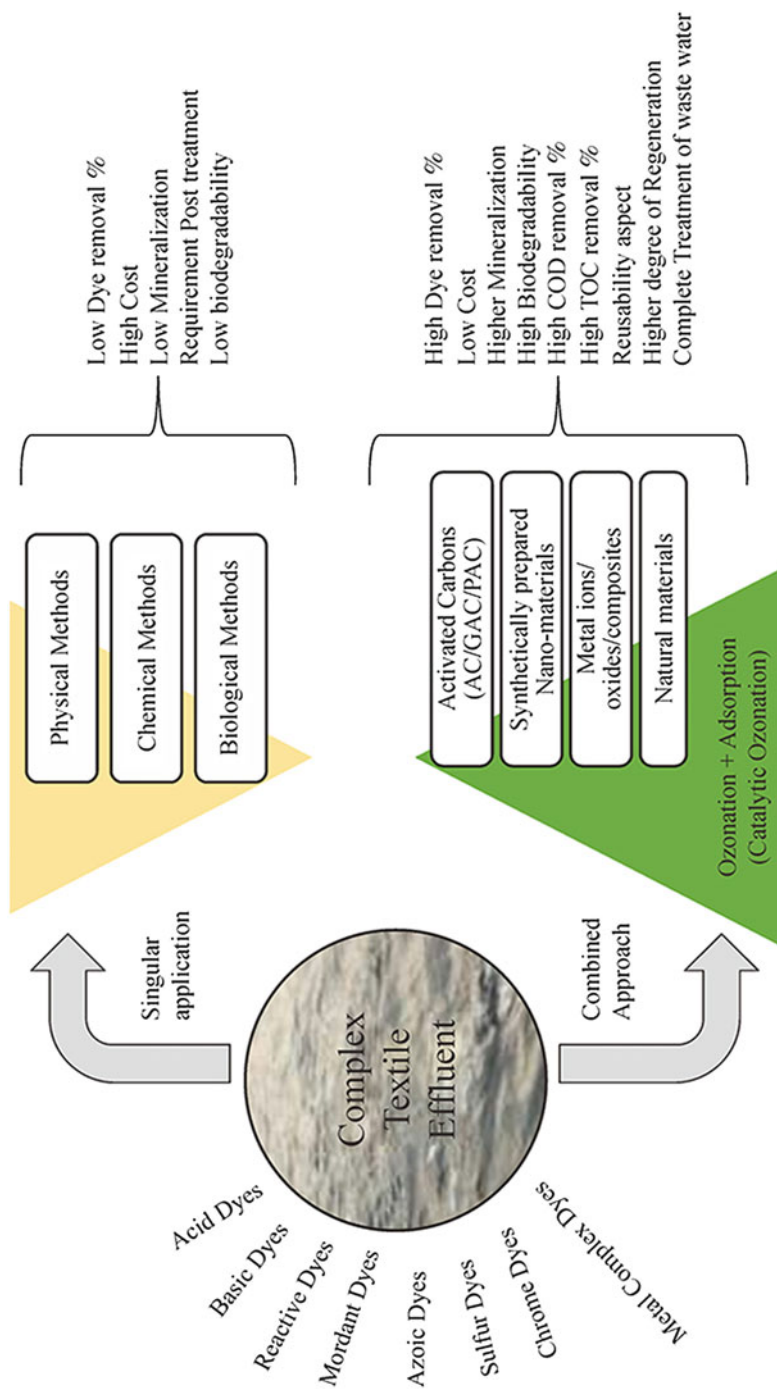 Acid Dyes
Basic Dyes
Reactive Dyes
Mordant Dyes
Azoic Dyes
Sulfur Dyes
Chrome Dyes
Metal Complex Dyes
Complex
Textile
Effluent
Singular
application
Physical Methods
Chemical Methods
Biological Methods
Low Dye removal %
High Cost
Low Mineralization
Requirement Post treatment
Low biodegradability
Combined
Approach
Activated Carbons
(AC/GAC/PAC)
Synthetically prepared
Nano-materials
Metal ions/
oxides/composites
Natural materials
Ozonation + Adsorption
(Catalytic Ozonation)
High Dye removal %
Low Cost
Higher Mineralization
High Biodegradability
High COD removal %
High TOC removal %
Reusability aspect
Higher degree of Regeneration
Complete Treatment of waste water